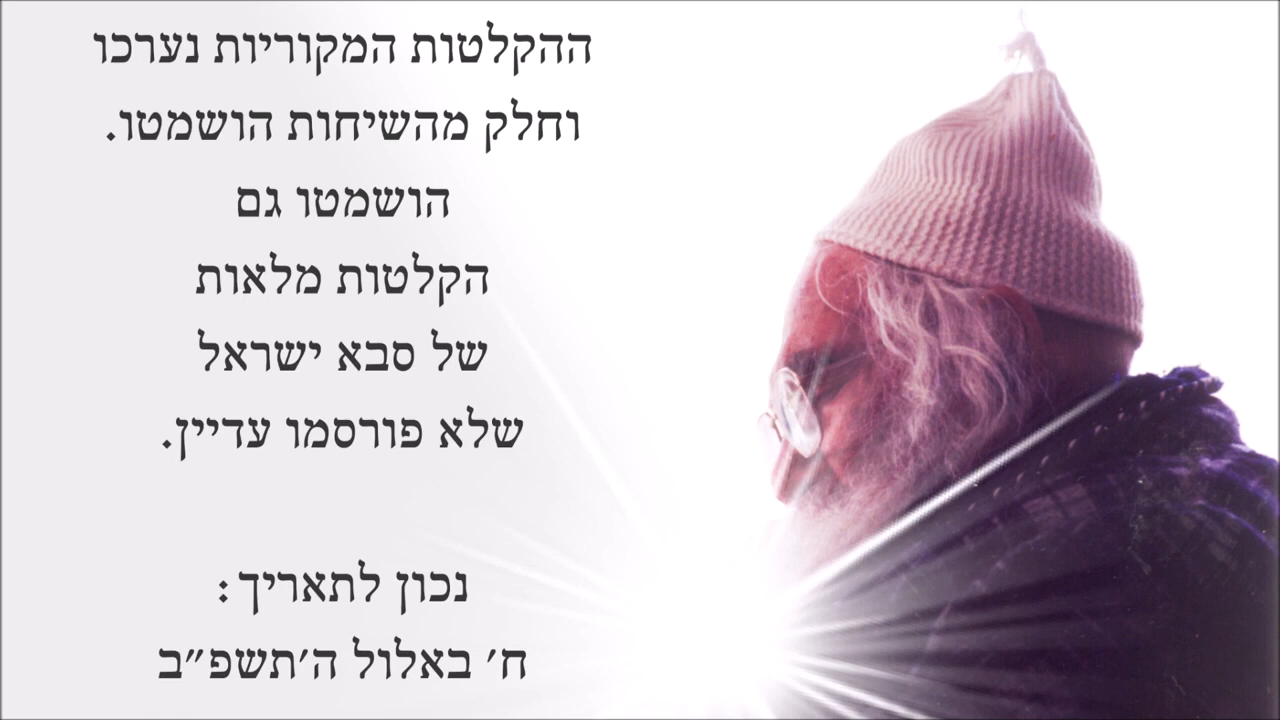 ההקלטות המקוריות נערכו
וחלק מהשיחות הושמטו.
הושמטו גם
הקלטות מלאות
של סבא ישראל
שלא פורסמו עדיין.
נכון לתאריך:
ח׳ באלול ה׳תשפ״ב